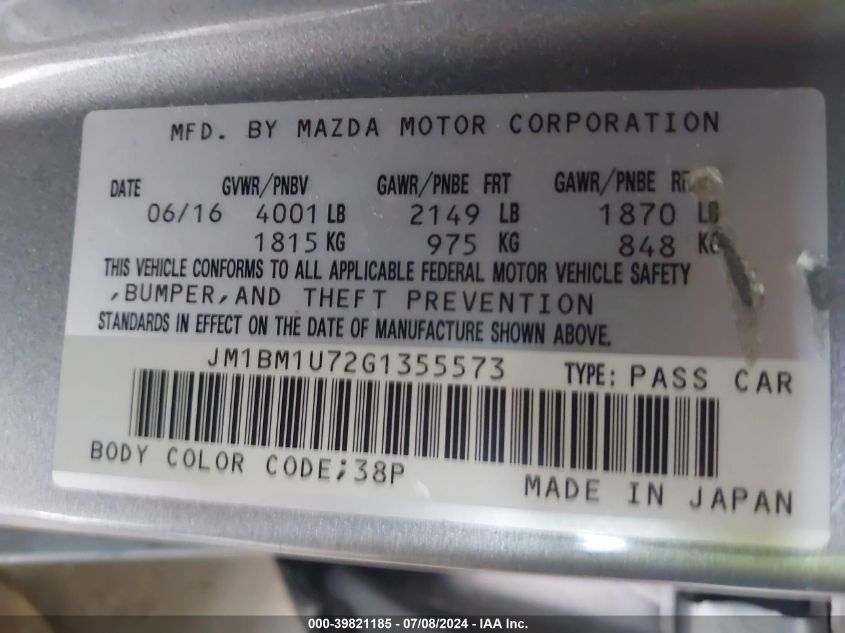 MFD. BY MAZDA MOTOR CORPORATION
DATE GVWR/PNBV GAWR/PNBE FRT GAWR/PNBE
06/16 4001 LB 2149 LB 1870 LB
1815 KG 975 KG 848 KG
THIS VEHICLE CONFORMS TO ALL APPLICABLE FEDERAL MOTOR VEHICLE SAFETY
,BUMPER,AND THEFT PREVENTION
STANDARDS IN EFFECT ON THE DATE OF MANUFACTURE SHOWN ABOVE.
JM1BM1U72G1355573 TYPE: PASS CAR
BODY COLOR CODE;38P
MADE IN JAPAN
000-39821185 - 07/08/2024 - IAA Inc.